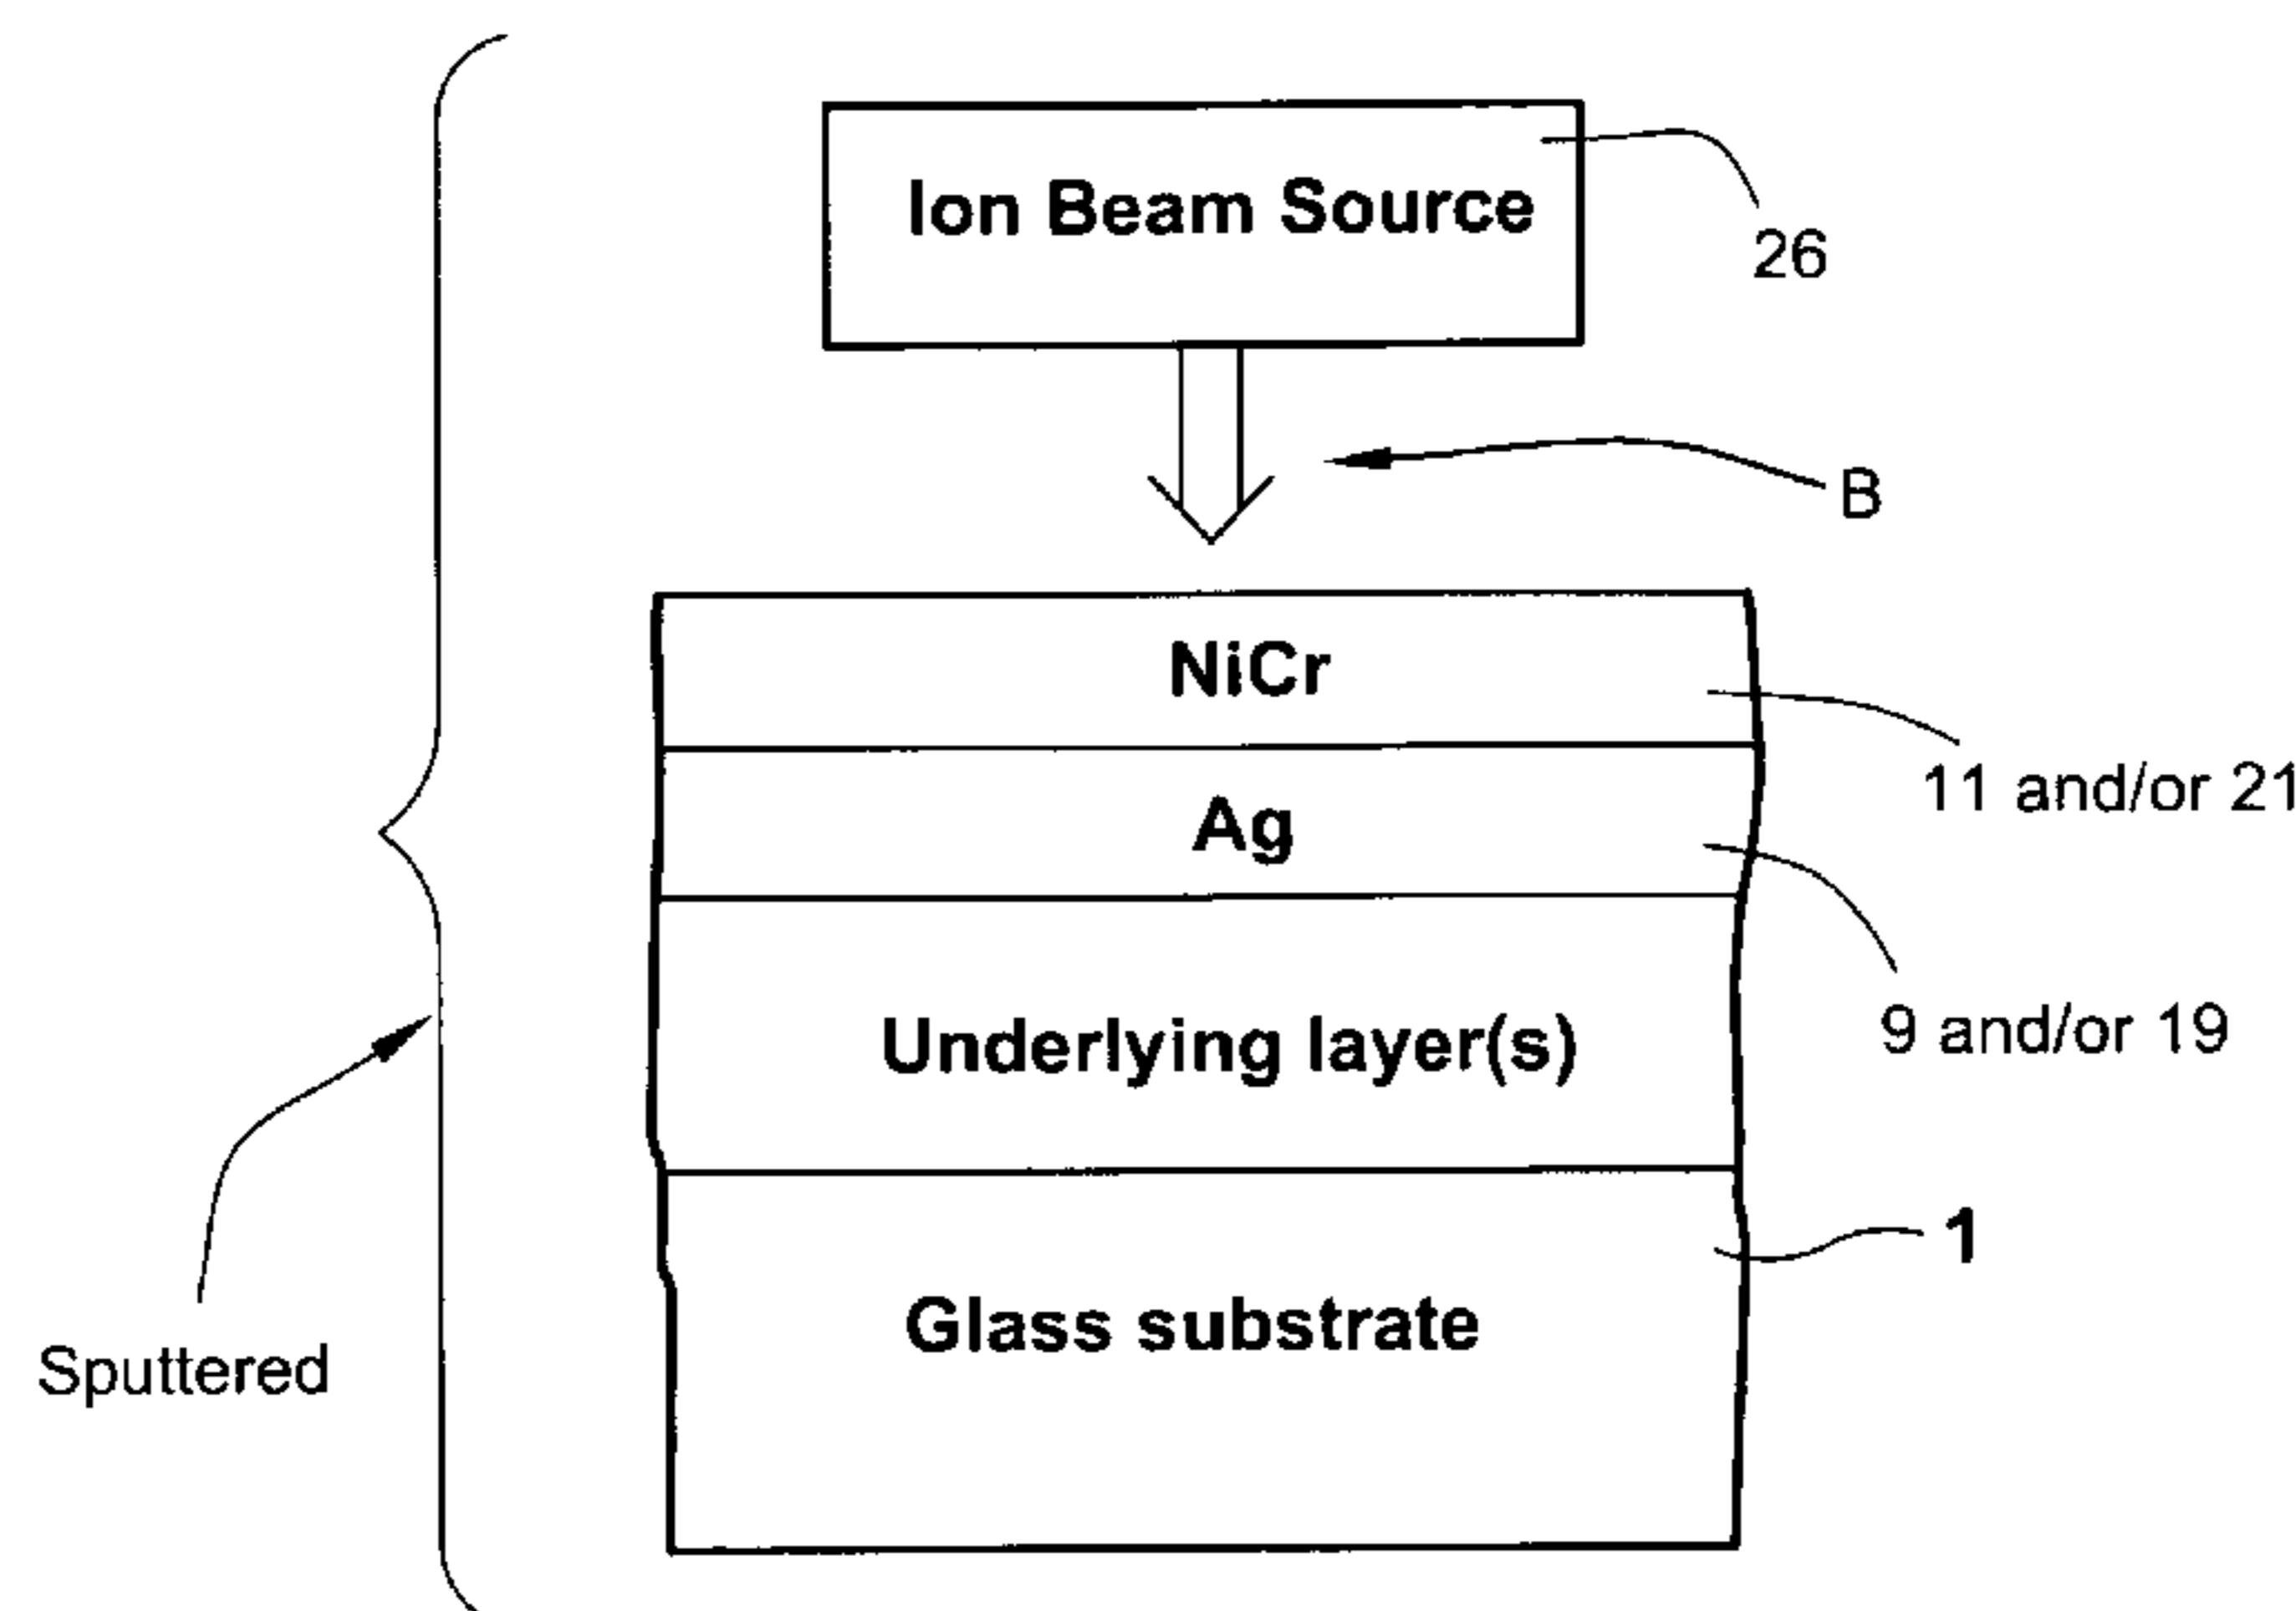 Ion Beam Source
26
B
NiCr
11 and/or 21
Ag
9 and/or 19
Underlying layer(s)
1
Glass substrate
Sputtered